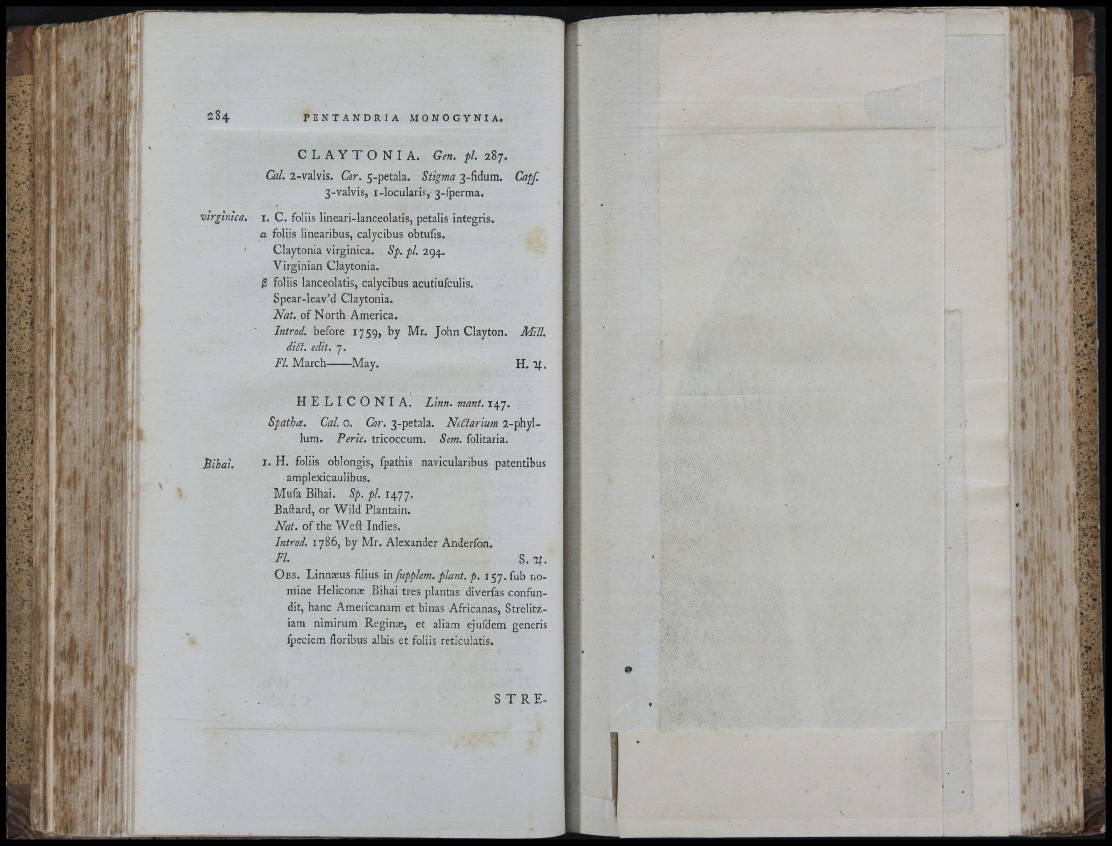 284 PENTANDRIA MONOGYNIA.
CLAYTONIA. Gen. pl. 287.
Cal. 2-valvis. Cor. 5-petala. Stigma 3-fidum. Capſ.
3-valvis, 1-locularis, 3-ſperma.
virginica. 1. C. foliis lineari-lanceolatis, petalis integris.
α foliis linearibus, calycibus obtuſis.
Claytonia virginica. Sp. pl. 294.
Virginian Claytonia.
β foliis lanceolatis, calycibus acutiuſculis.
Spear-leav'd Claytonia.
Nat. of North America.
Introd. before 1759, by Mr. John Clayton. Mill.
dict. edit. 7.
Fl. March——May. H. ♃.
HELICONIA. Linn. mant. 147.
Spathæ. Cal. 0. Cor. 3-petala. Nectarium 2-phyl-
lum. Peric. tricoccum. Sem. ſolitaria.
Bihai. 1. H. foliis oblongis, ſpathis navicularibus patentibus
amplexicaulibus.
Muſa Bihai. Sp. pl. 1477.
Baſtard, or Wild Plantain.
Nat. of the Weſt Indies.
Introd. 1786, by Mr. Alexander Anderſon.
Fl. S. ♃.
OBS. Linnæus filius in ſupplem. plant. p. 157. ſub no-
mine Heliconæ Bihai tres plantas diverſas confun-
dit, hanc Americanam et binas Africanas, Strelitz-
iam nimirum Reginæ, et aliam ejuſdem generis
ſpeciem floribus albis et foliis reticulatis.
STRE-